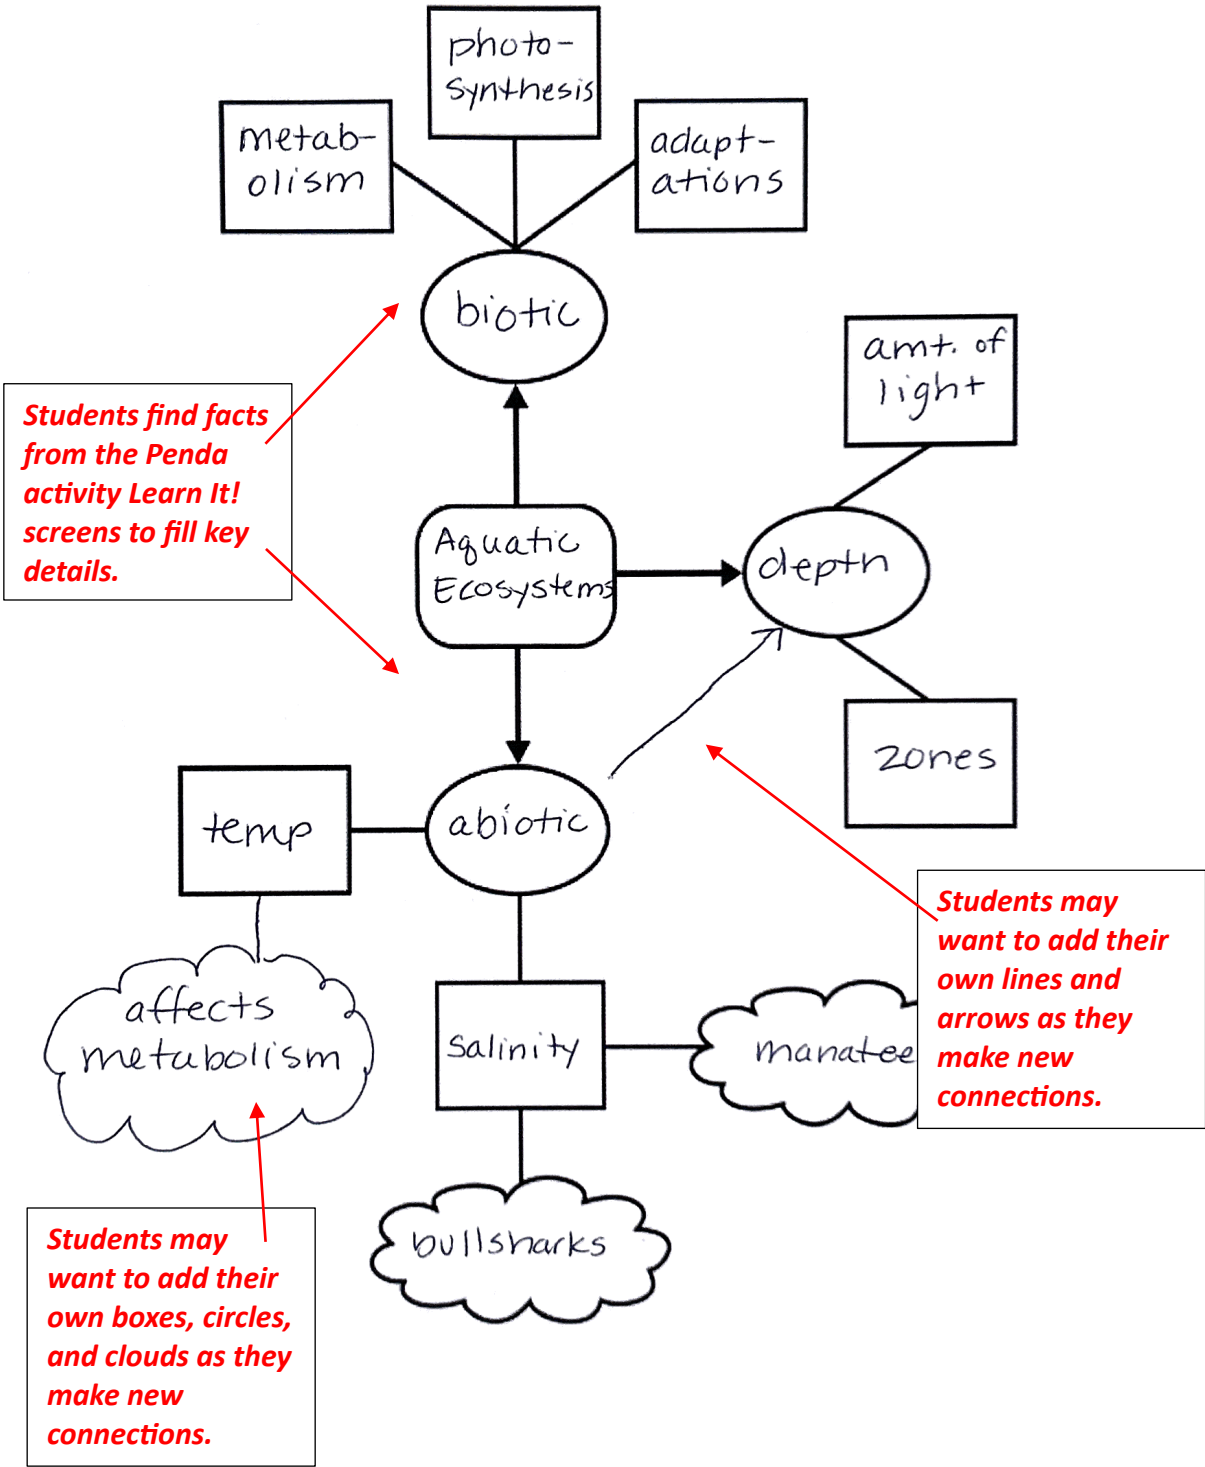 photo-
synthesis
metab-
olism
adapt-
ations
biotic
amt. of
light
Students find facts
from the Penda
activity Learn It!
screens to fill key
details.
Aquatic
Ecosystems
depth
zones
temp
abiotic
Students may
want to add their
own lines and
arrows as they
make new
connections.
affects
metabolism
salinity
manatee
bullsharks
Students may
want to add their
own boxes, circles,
and clouds as they
make new
connections.